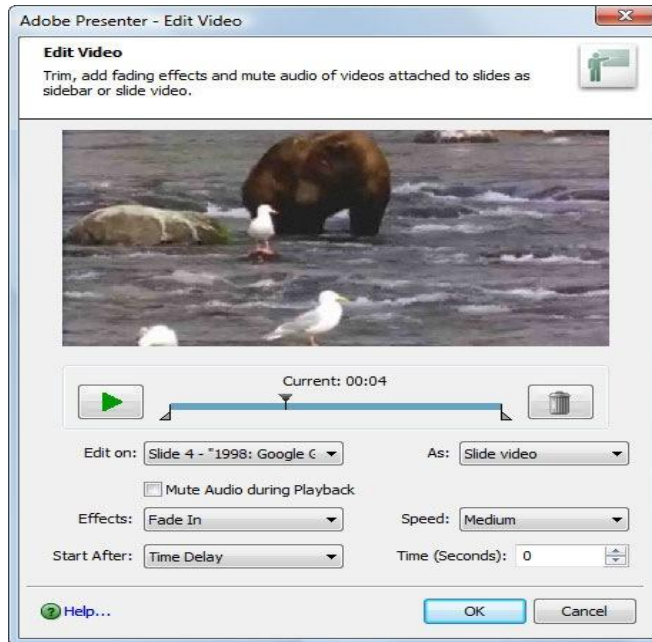 Adobe Presenter - Edit Video
Edit Video
Trim, add fading effects and mute audio of videos attached to slides as
sidebar or slide video.
Current: 00:04
Edit on: Slide 4 - "1998: Google G As: Slide video
Mute Audio during Playback
Effects: Fade In Speed: Medium
Start After: Time Delay Time (Seconds): 0
Help... OK Cancel